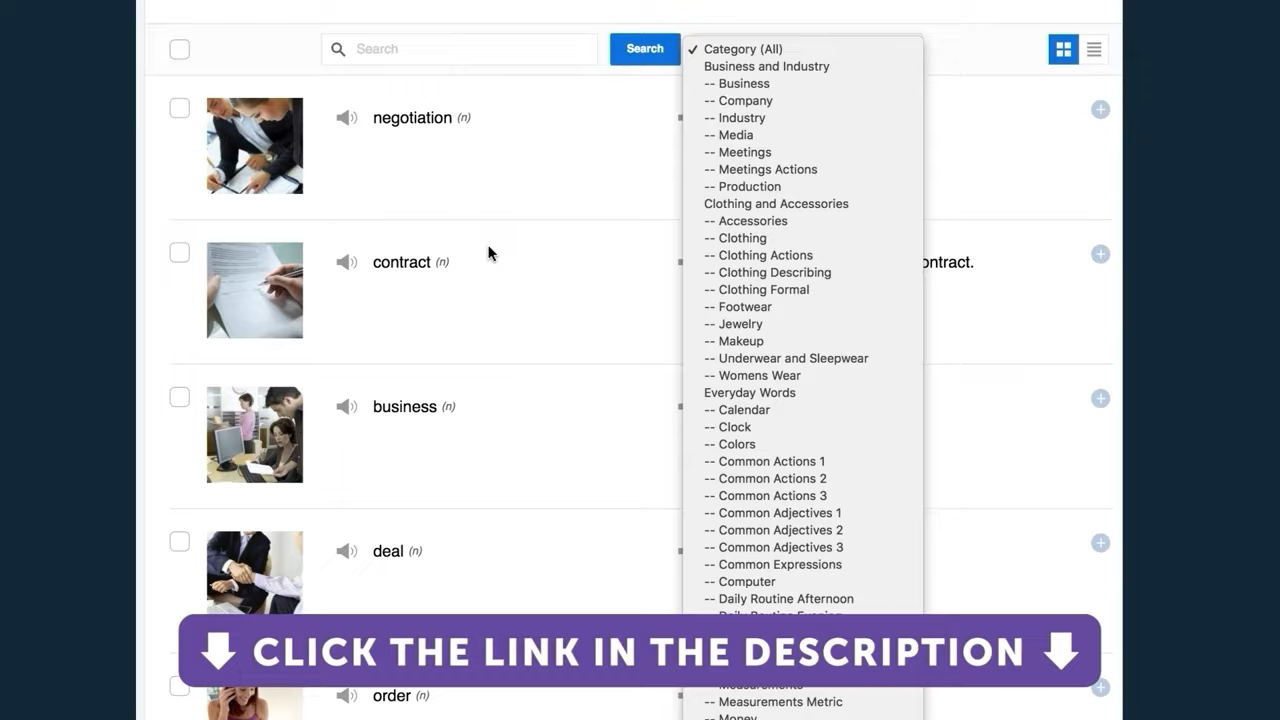 Search
Search
✓ Category (All)
Business and Industry
-- Business
-- Company
-- Industry
-- Media
-- Meetings
-- Meetings Actions
-- Production
Clothing and Accessories
-- Accessories
-- Clothing
-- Clothing Actions
-- Clothing Describing
-- Clothing Formal
-- Footwear
-- Jewelry
-- Makeup
-- Underwear and Sleepwear
-- Womens Wear
Everyday Words
-- Calendar
-- Clock
-- Colors
-- Common Actions 1
-- Common Actions 2
-- Common Actions 3
-- Common Adjectives 1
-- Common Adjectives 2
-- Common Adjectives 3
-- Common Expressions
-- Computer
-- Daily Routine Afternoon
-- Measurements Metric
-- Money
negotiation (n)
contract (n)
ontract.
business (n)
deal (n)
order (n)
CLICK THE LINK IN THE DESCRIPTION